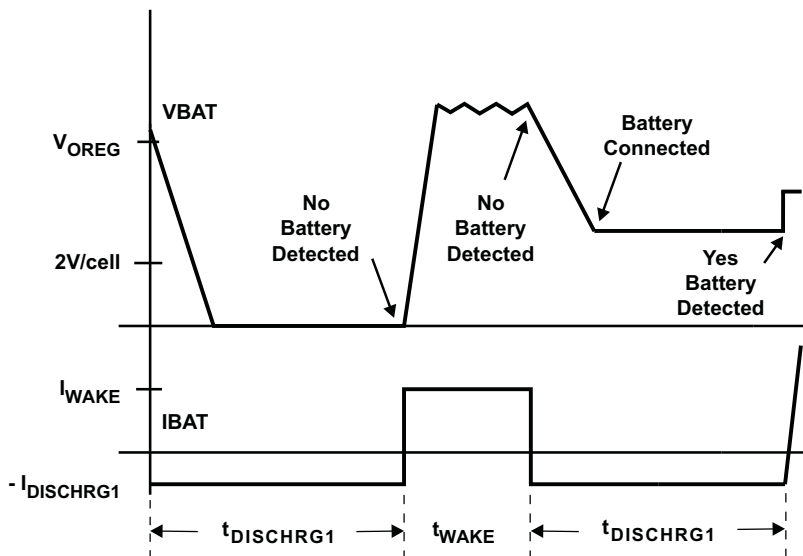 VBAT
V_OREG
2V/cell
No
Battery
Detected
No
Battery
Detected
Battery
Connected
Yes
Battery
Detected
I_WAKE
IBAT
- I_DISCHRG1
t_DISCHRG1
t_WAKE
t_DISCHRG1